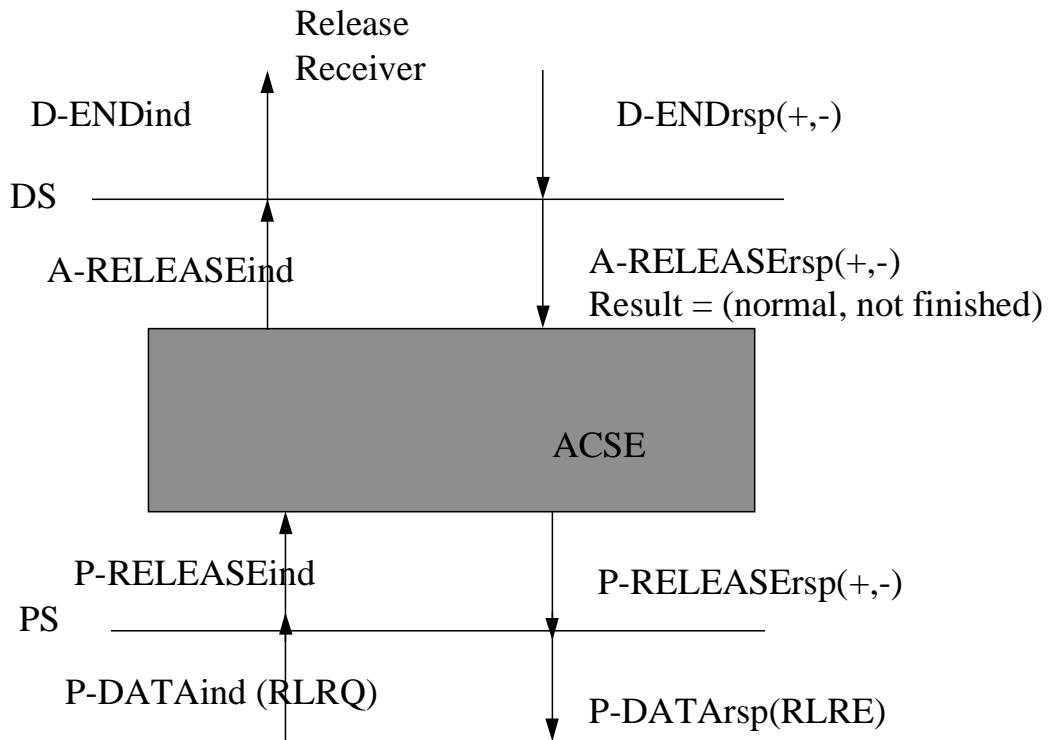 Release
Receiver
D-ENDind
D-ENDrsp(+,-)
DS
A-RELEASEind
A-RELEASErsp(+,-)
Result = (normal, not finished)
ACSE
P-RELEASEind
P-RELEASErsp(+,-)
PS
P-DATAind (RLRQ)
P-DATArsp(RLRE)